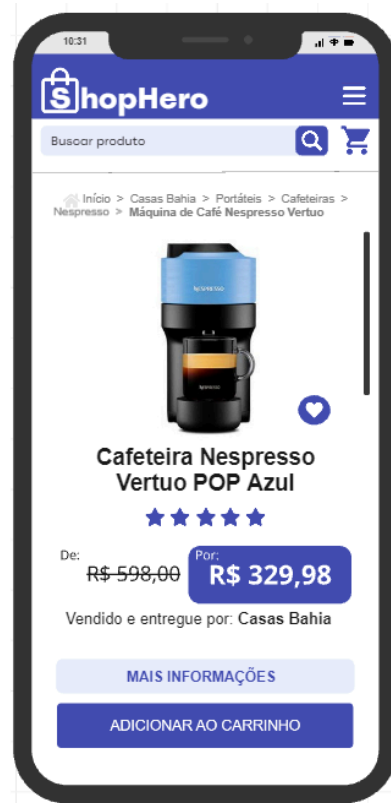 10:31
ShopHero
Buscar produto
Início > Casas Bahia > Portáteis > Cafeteiras >
Nespresso > Máquina de Café Nespresso Vertuo
NESPRESSO
NESPRESSO
Cafeteira Nespresso
Vertuo POP Azul
De:
R$ 598,00
Por:
R$ 329,98
Vendido e entregue por: Casas Bahia
MAIS INFORMAÇÕES
ADICIONAR AO CARRINHO